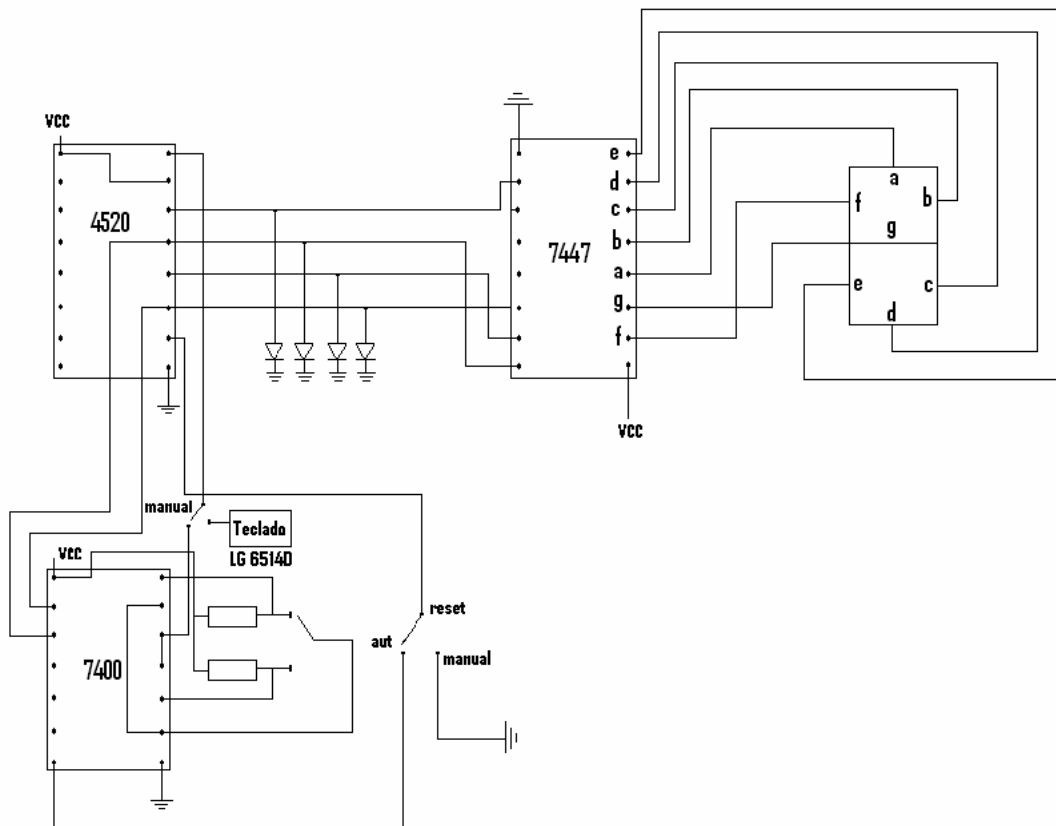 vcc
4520
7447
e
d
c
b
a
g
f
vcc
a
f
b
g
e
c
d
manual
Teclado
LG 6514D
vcc
7400
reset
aut
manual